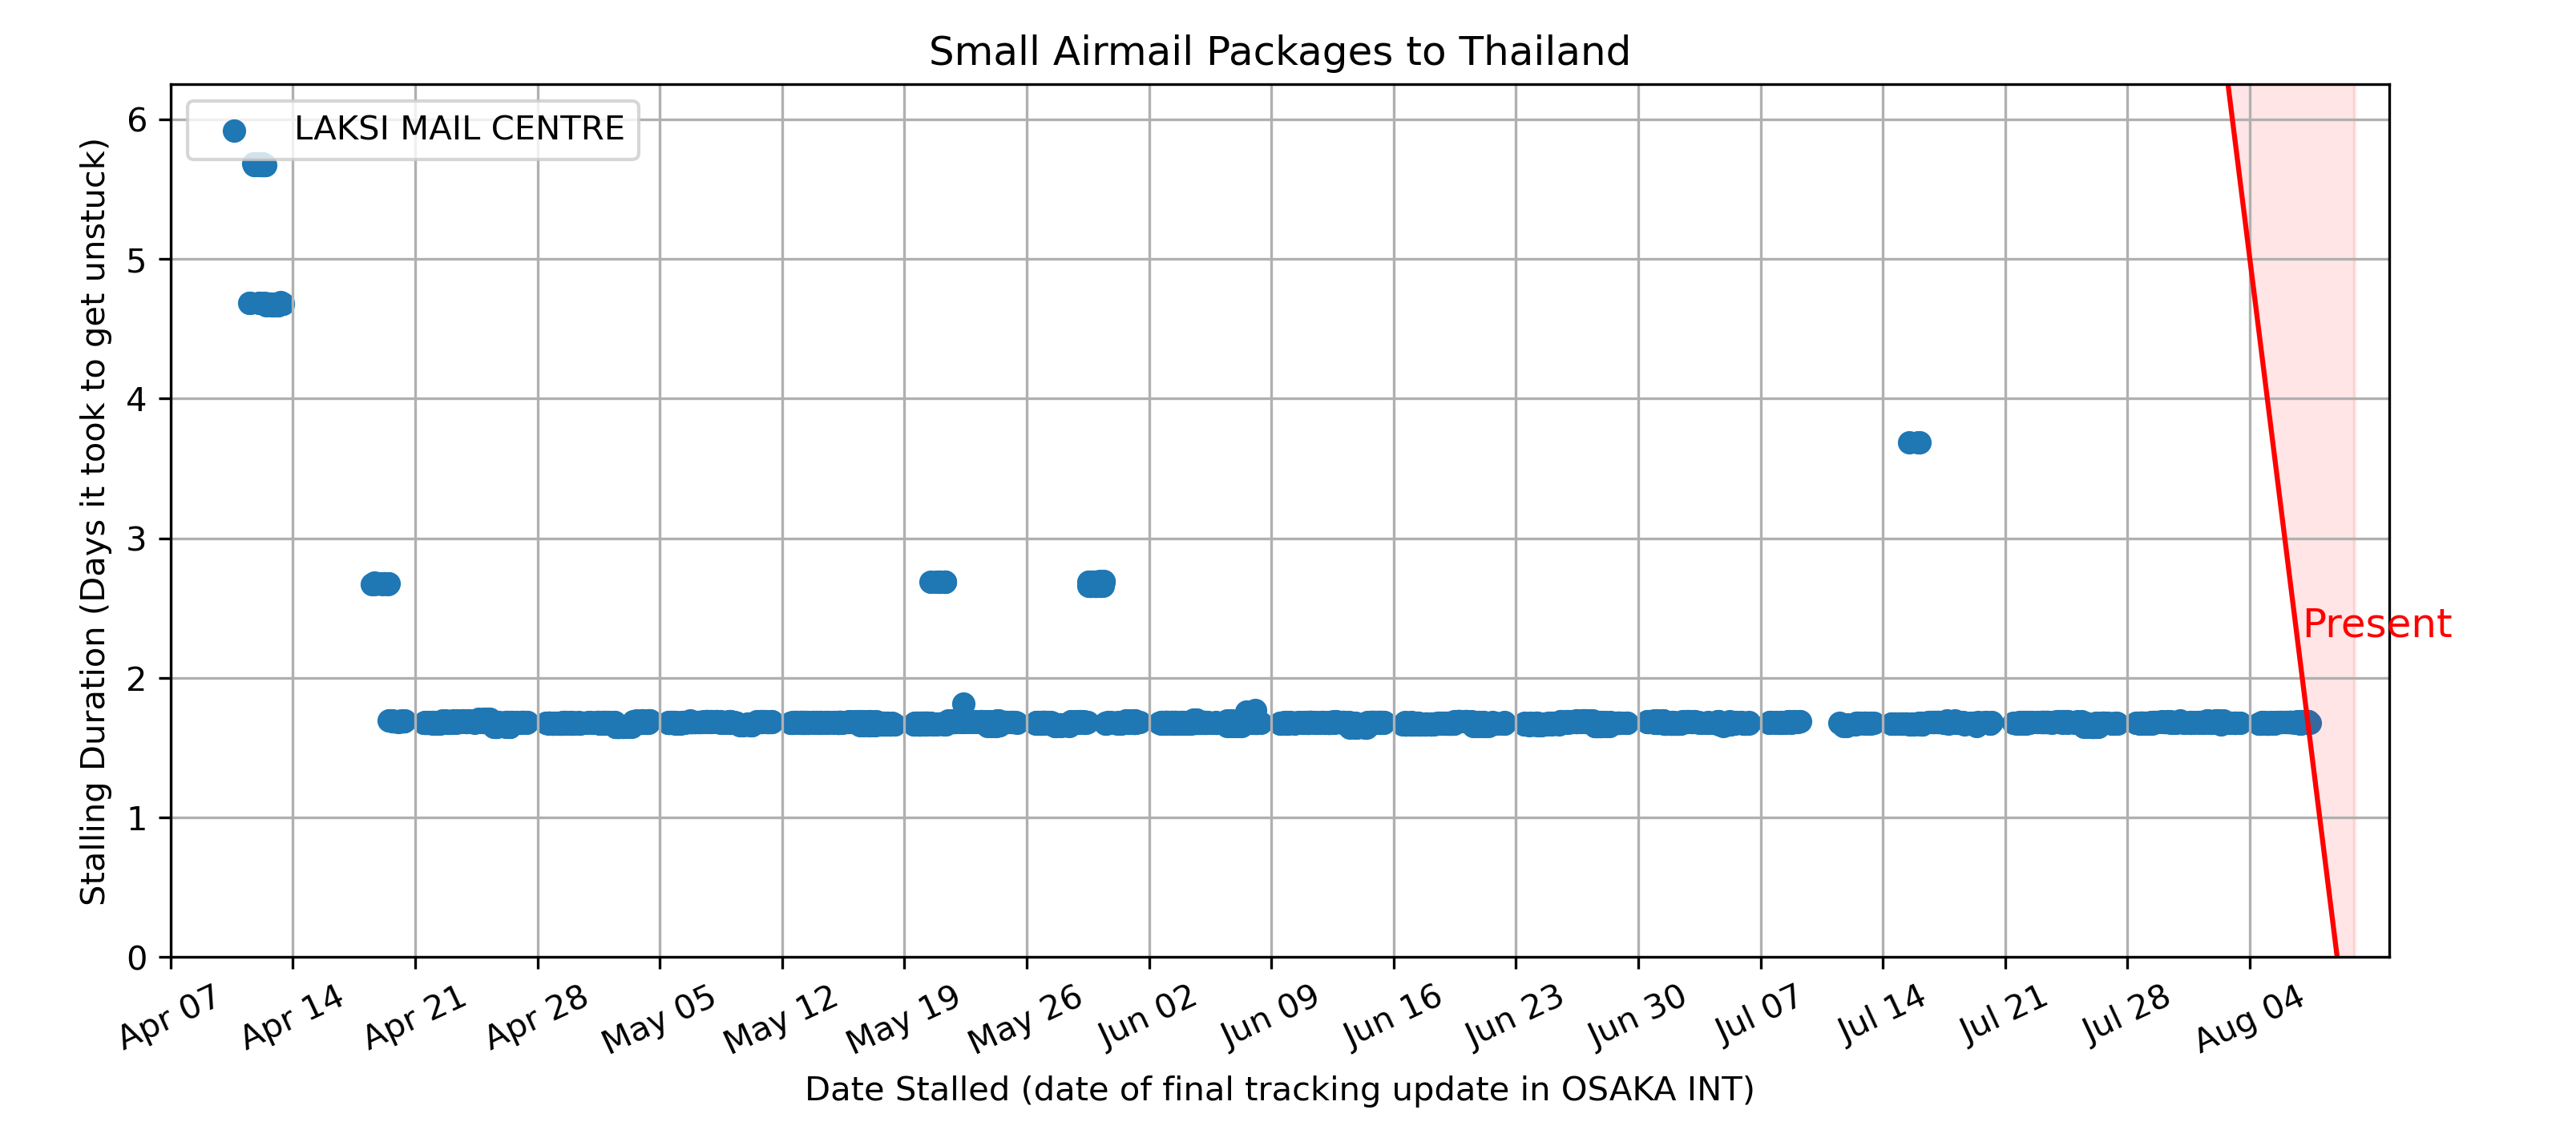 Small Airmail Packages to Thailand
LAKSI MAIL CENTRE
Stalling Duration (Days it took to get unstuck)
6
5
4
3
2
1
0
Present
Apr 07
Apr 14
Apr 21
Apr 28
May 05
May 12
May 19
May 26
Jun 02
Jun 09
Jun 16
Jun 23
Jun 30
Jul 07
Jul 14
Jul 21
Jul 28
Aug 04
Date Stalled (date of final tracking update in OSAKA INT)